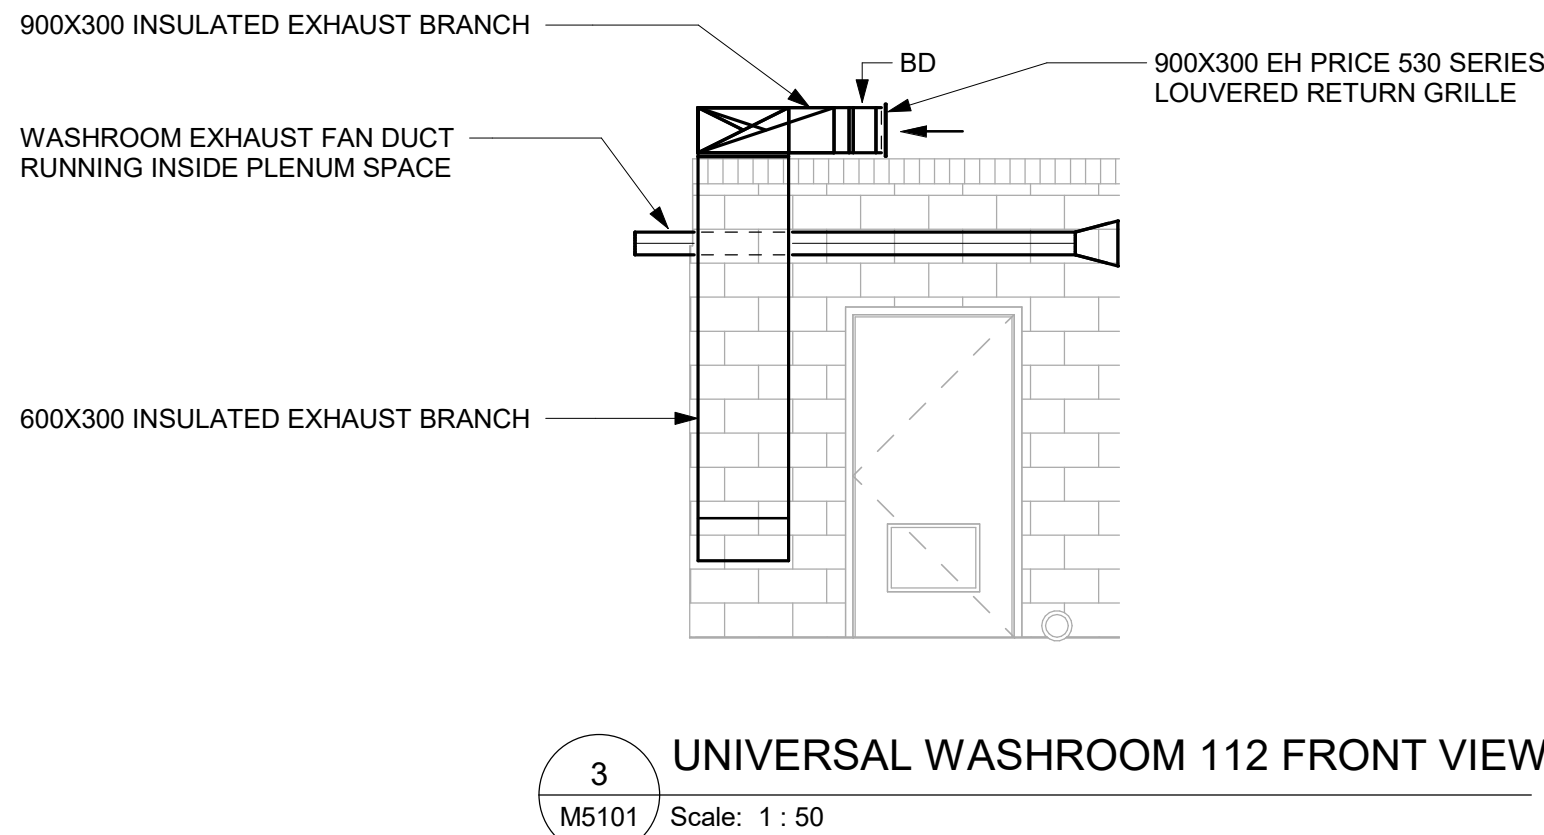 900X300 INSULATED EXHAUST BRANCH
BD
900X300 EH PRICE 530 SERIES
LOUVERED RETURN GRILLE
WASHROOM EXHAUST FAN DUCT
RUNNING INSIDE PLENUM SPACE
600X300 INSULATED EXHAUST BRANCH
3
M5101
UNIVERSAL WASHROOM 112 FRONT VIEW
Scale: 1 : 50